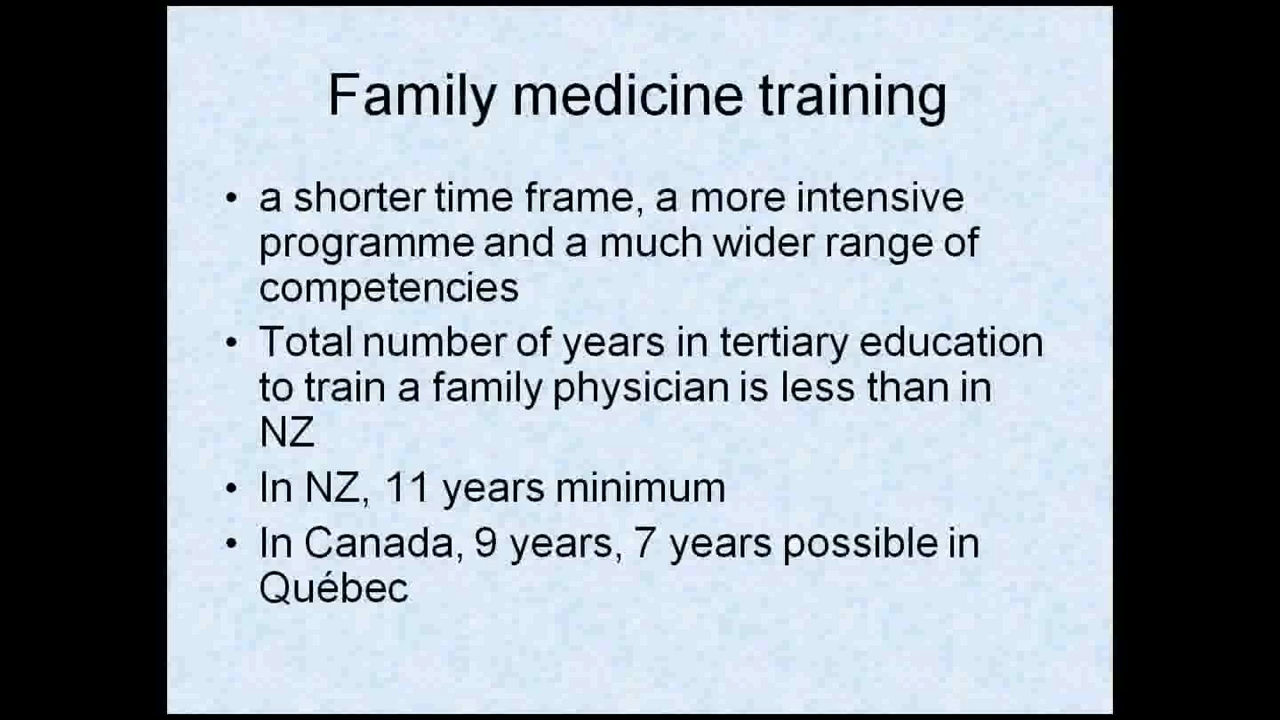 Family medicine training
• a shorter time frame, a more intensive
programme and a much wider range of
competencies
• Total number of years in tertiary education
to train a family physician is less than in
NZ
• In NZ, 11 years minimum
• In Canada, 9 years, 7 years possible in
Québec